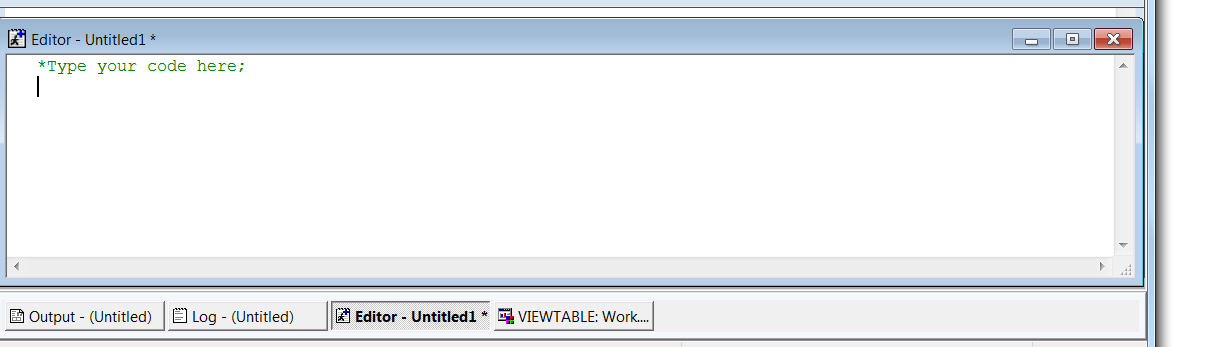 Editor - Untitled1 *
*Type your code here;
Output - (Untitled)
Log - (Untitled)
Editor - Untitled1 *
VIEWTABLE: Work....